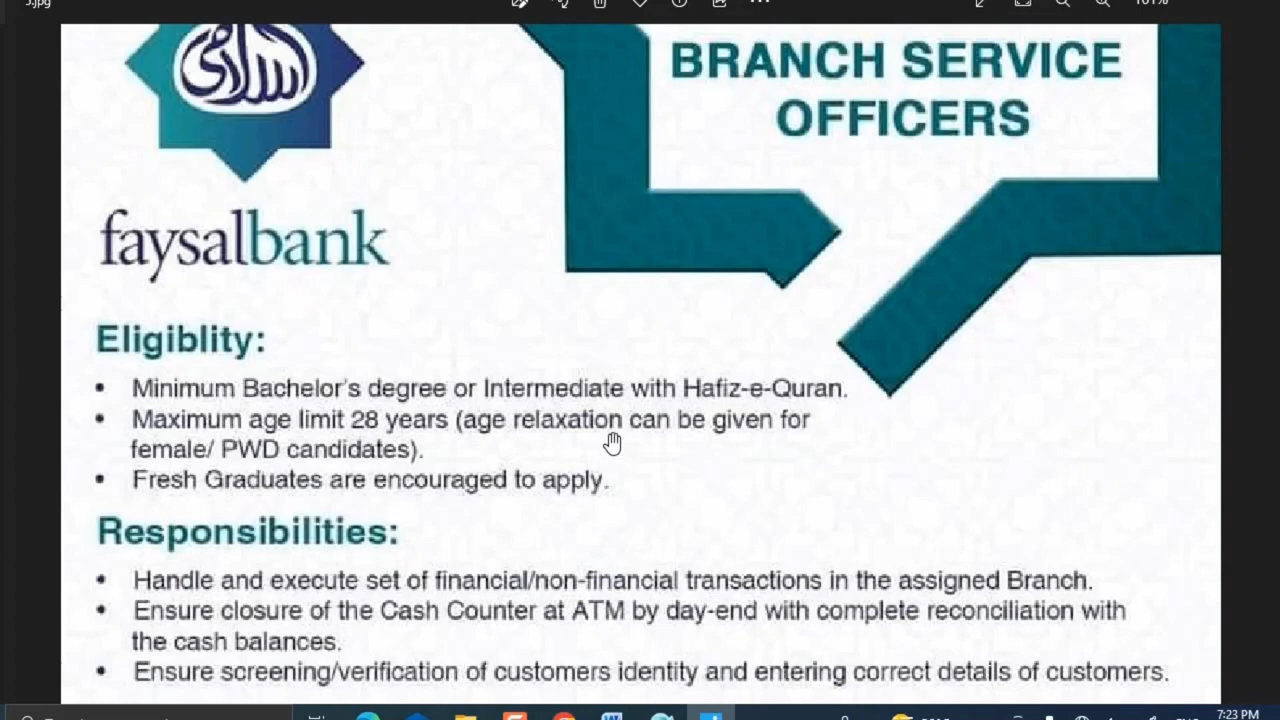 BRANCH SERVICE
OFFICERS
اسلامی
faysalbank
Eligiblity:
• Minimum Bachelor's degree or Intermediate with Hafiz-e-Quran.
• Maximum age limit 28 years (age relaxation can be given for
female/ PWD candidates).
• Fresh Graduates are encouraged to apply.
Responsibilities:
• Handle and execute set of financial/non-financial transactions in the assigned Branch.
• Ensure closure of the Cash Counter at ATM by day-end with complete reconciliation with
the cash balances.
• Ensure screening/verification of customers identity and entering correct details of customers.
7:23 PM